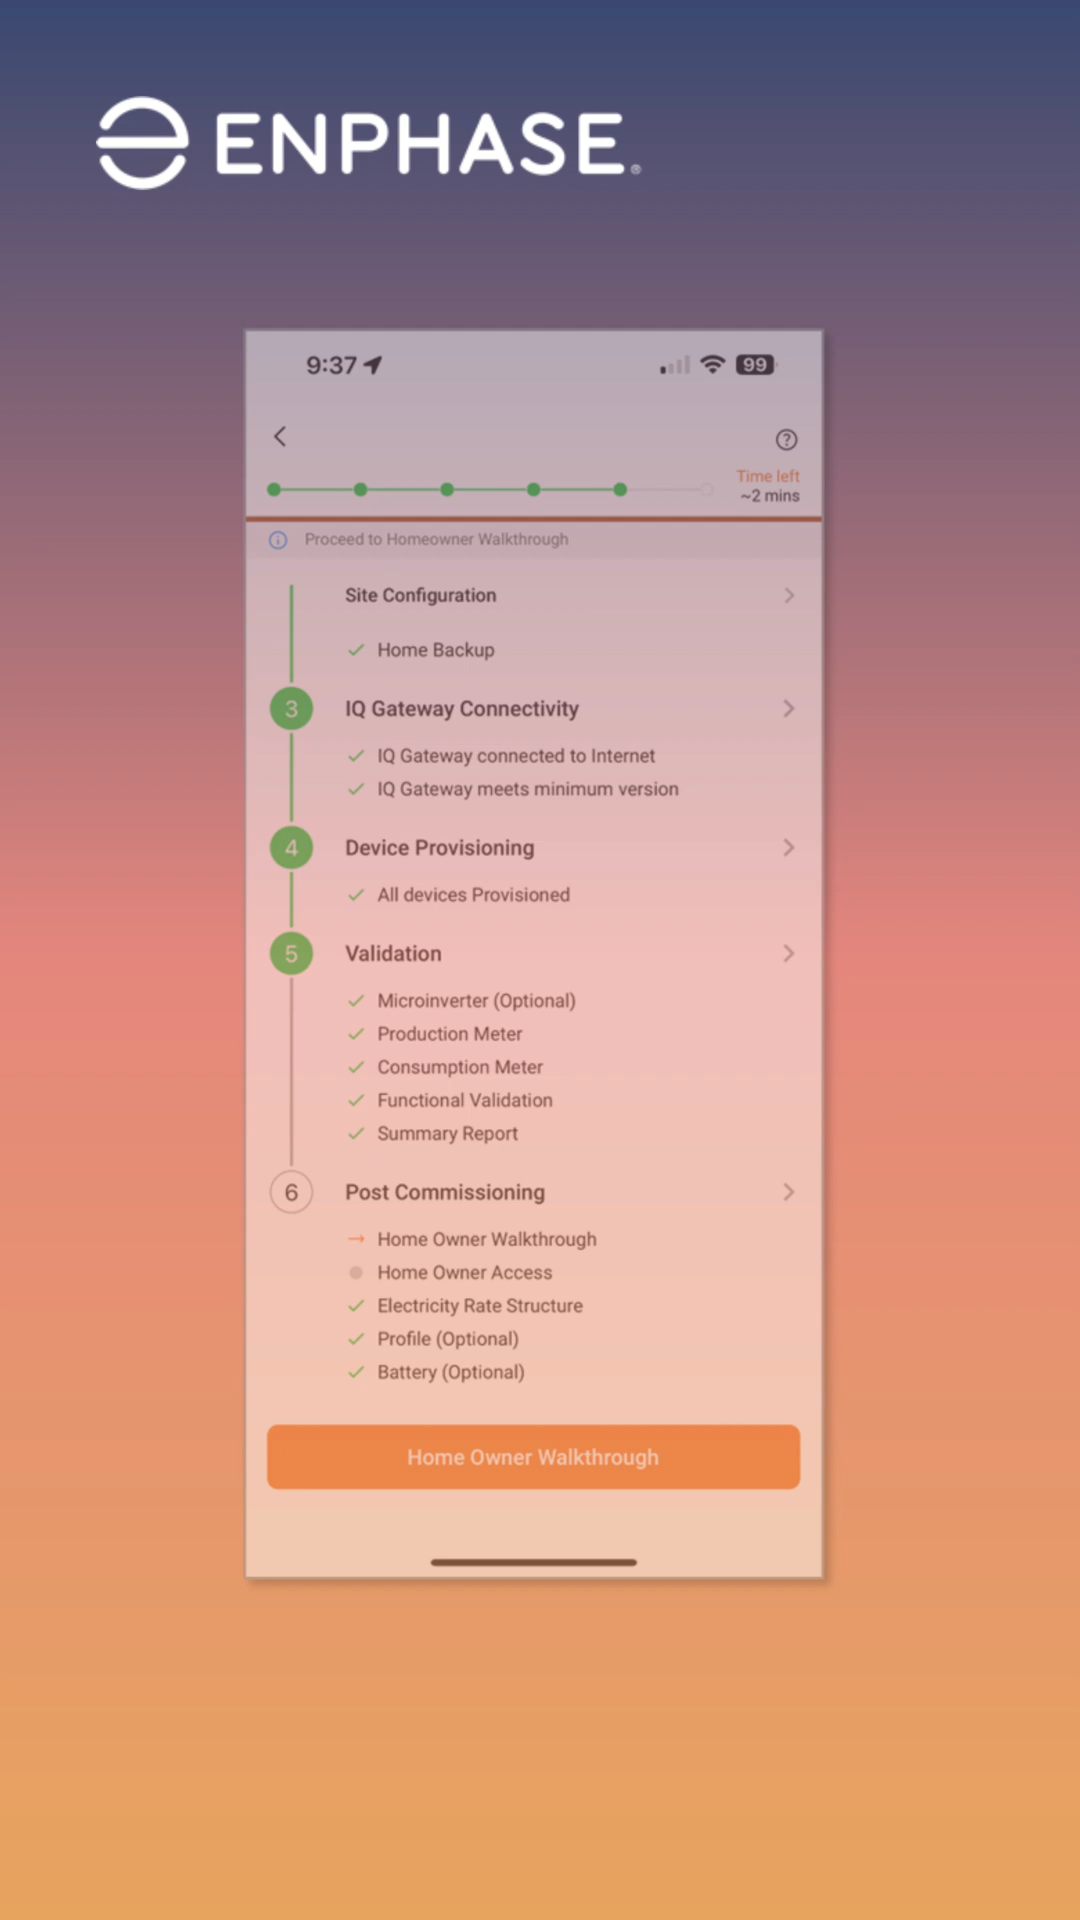 ENPHASE®
9:37
99
Time left
~2 mins
Proceed to Homeowner Walkthrough
Site Configuration
Home Backup
3 IQ Gateway Connectivity
IQ Gateway connected to Internet
IQ Gateway meets minimum version
4 Device Provisioning
All devices Provisioned
5 Validation
Microinverter (Optional)
Production Meter
Consumption Meter
Functional Validation
Summary Report
6 Post Commissioning
Home Owner Walkthrough
Home Owner Access
Electricity Rate Structure
Profile (Optional)
Battery (Optional)
Home Owner Walkthrough